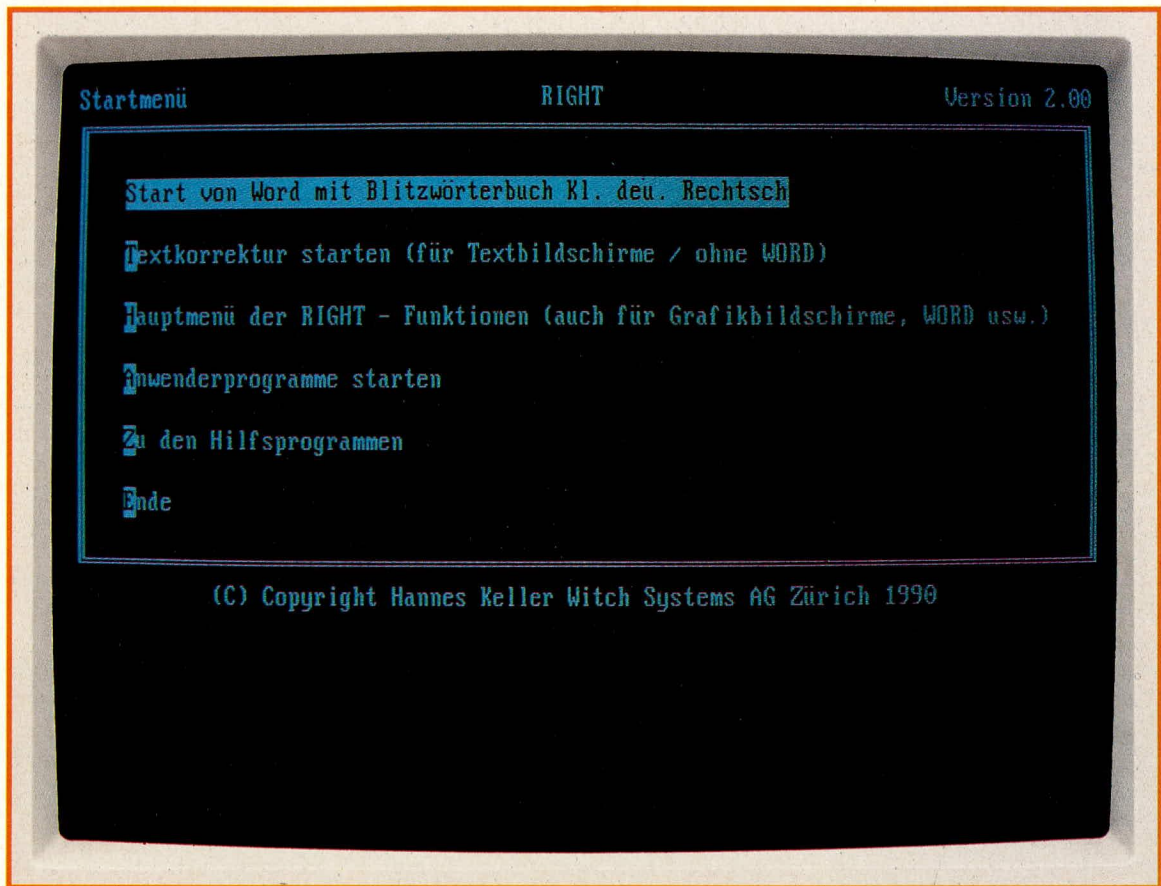 Startmenü RIGHT Version 2.00
Start von Word mit Blitzwörterbuch Kl. deu. Rechtsch
Textkorrektur starten (für Textbildschirme / ohne WORD)
Hauptmenü der RIGHT - Funktionen (auch für Grafikbildschirme, WORD usw.)
Anwenderprogramme starten
Zu den Hilfsprogrammen
Ende
(C) Copyright Hannes Keller Witch Systems AG Zürich 1990